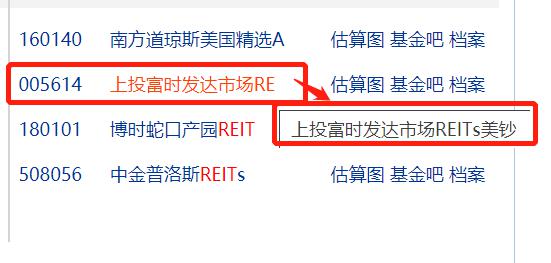 160140 南方道琼斯美国精选A 估算图 基金吧 档案
005614 上投富时发达市场RE 估算图 基金吧 档案
180101 博时蛇口产园REIT 上投富时发达市场REITs美钞
508056 中金普洛斯REITs 估算图 基金吧 档案